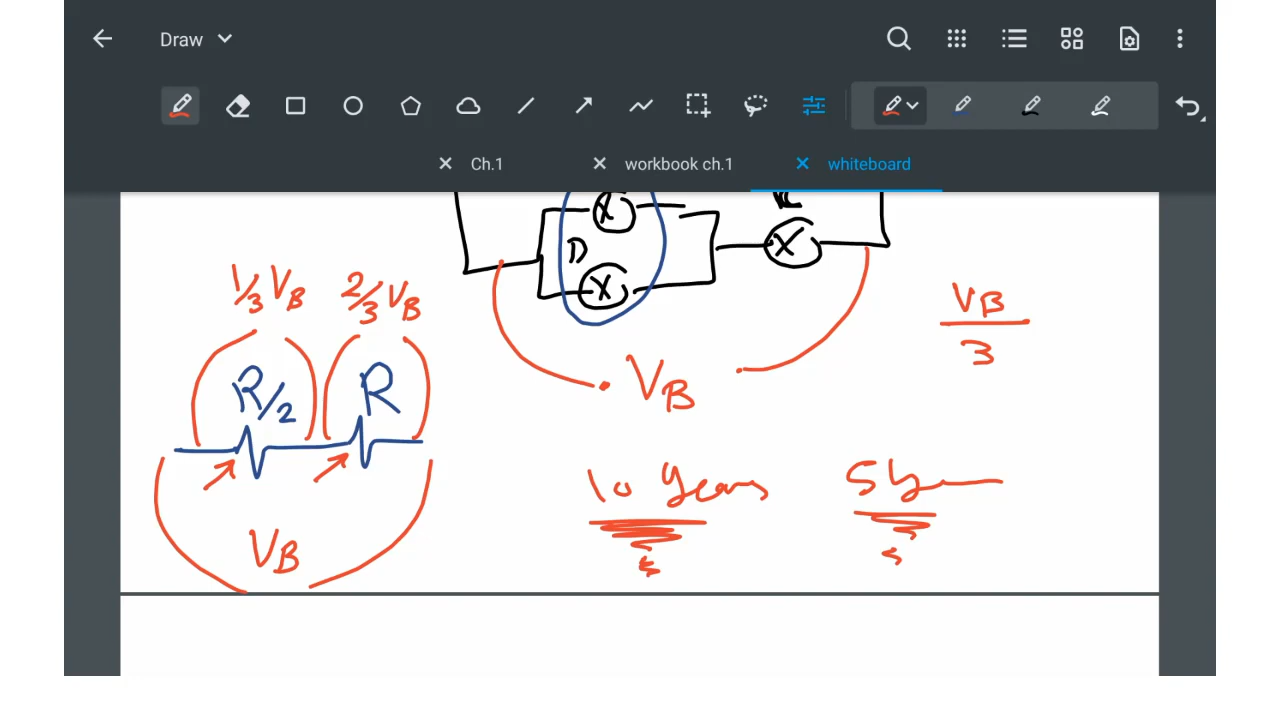 Draw
Ch.1
workbook ch.1
whiteboard
X
R
D
X
X
1/3 VB
2/3 VB
VB
3
R/2
R
VB
10 Years
5 Years
VB